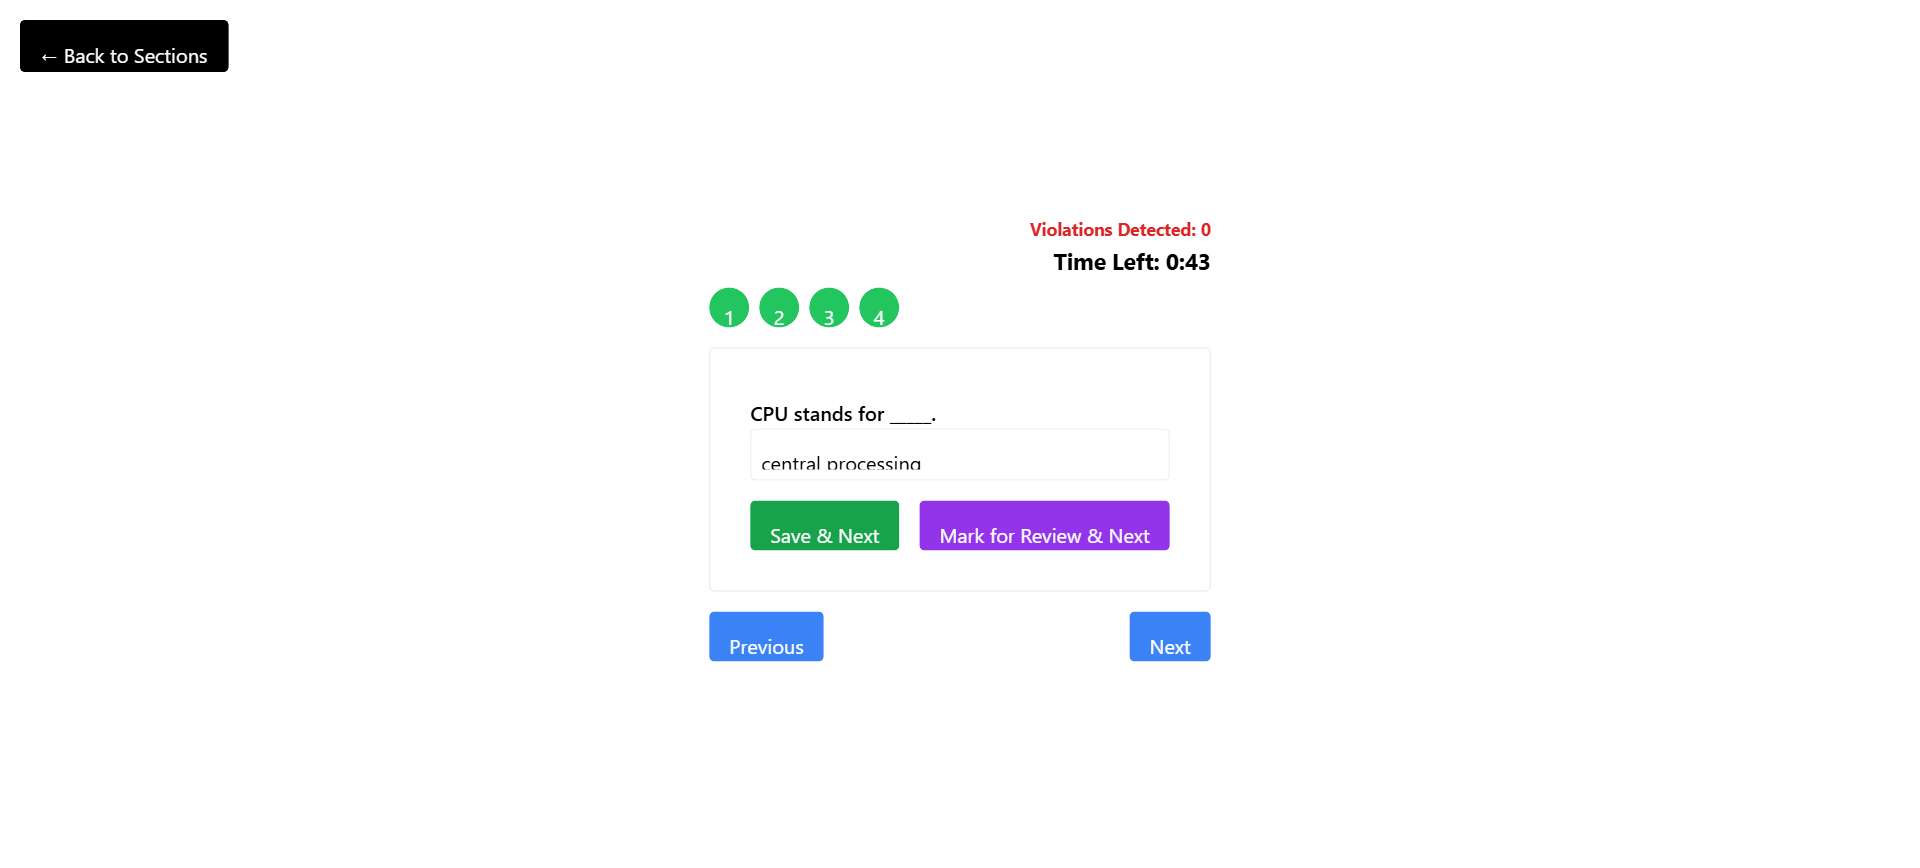 ← Back to Sections
Violations Detected: 0
Time Left: 0:43
1 2 3 4
CPU stands for _____.
central processing
Save & Next Mark for Review & Next
Previous Next